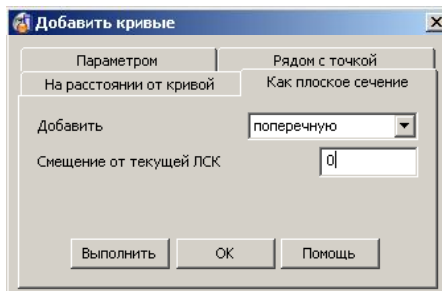 Добавить кривые
Параметром
Рядом с точкой
На расстоянии от кривой
Как плоское сечение
Добавить
поперечную
Смещение от текущей ЛСК
0
Выполнить
ОК
Помощь